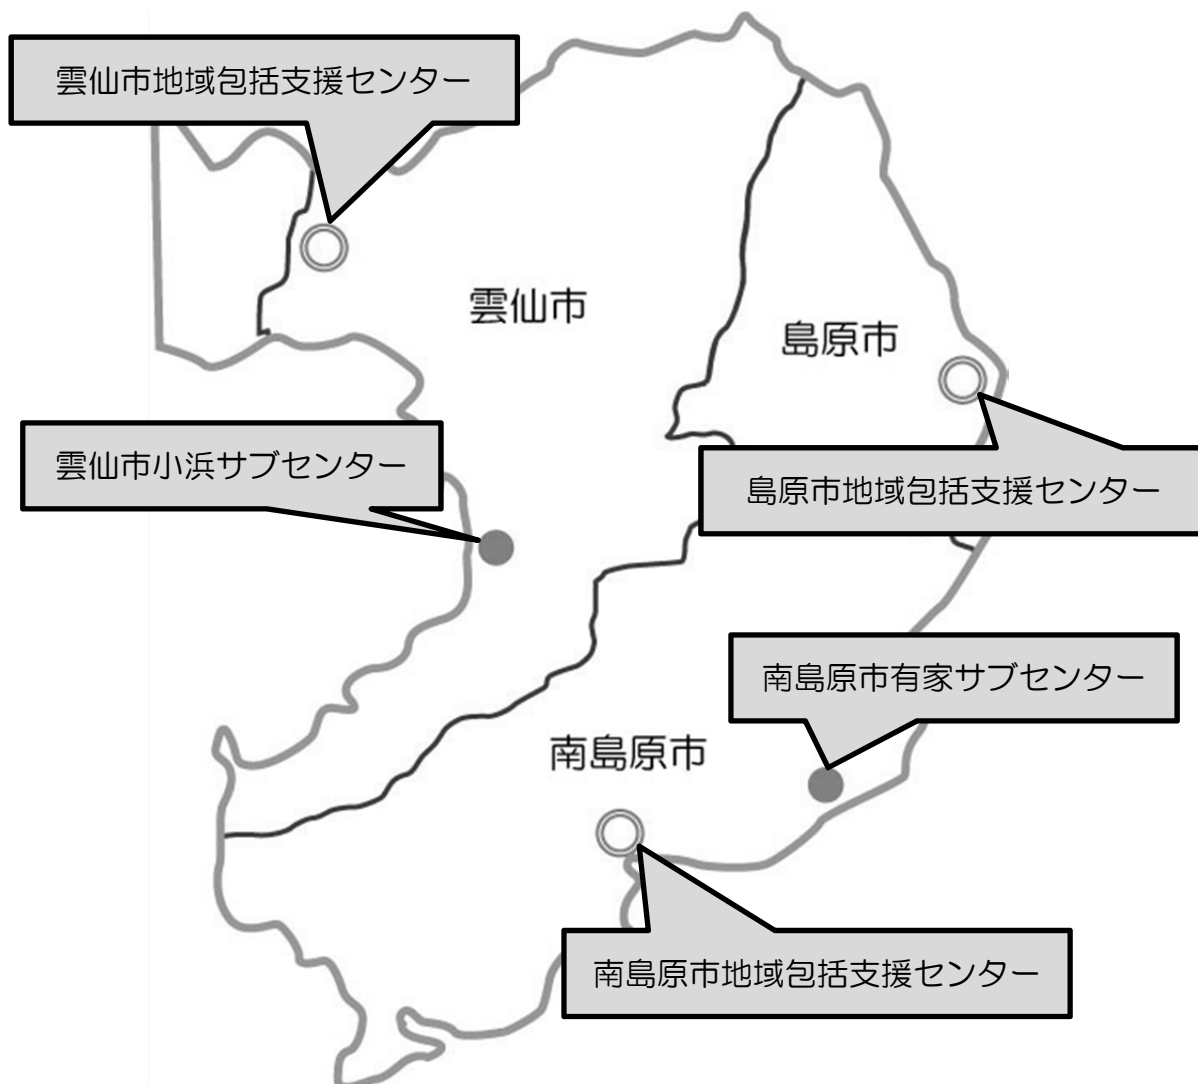 雲仙市地域包括支援センター
雲仙市
島原市
雲仙市小浜サブセンター
島原市地域包括支援センター
南島原市有家サブセンター
南島原市
南島原市地域包括支援センター